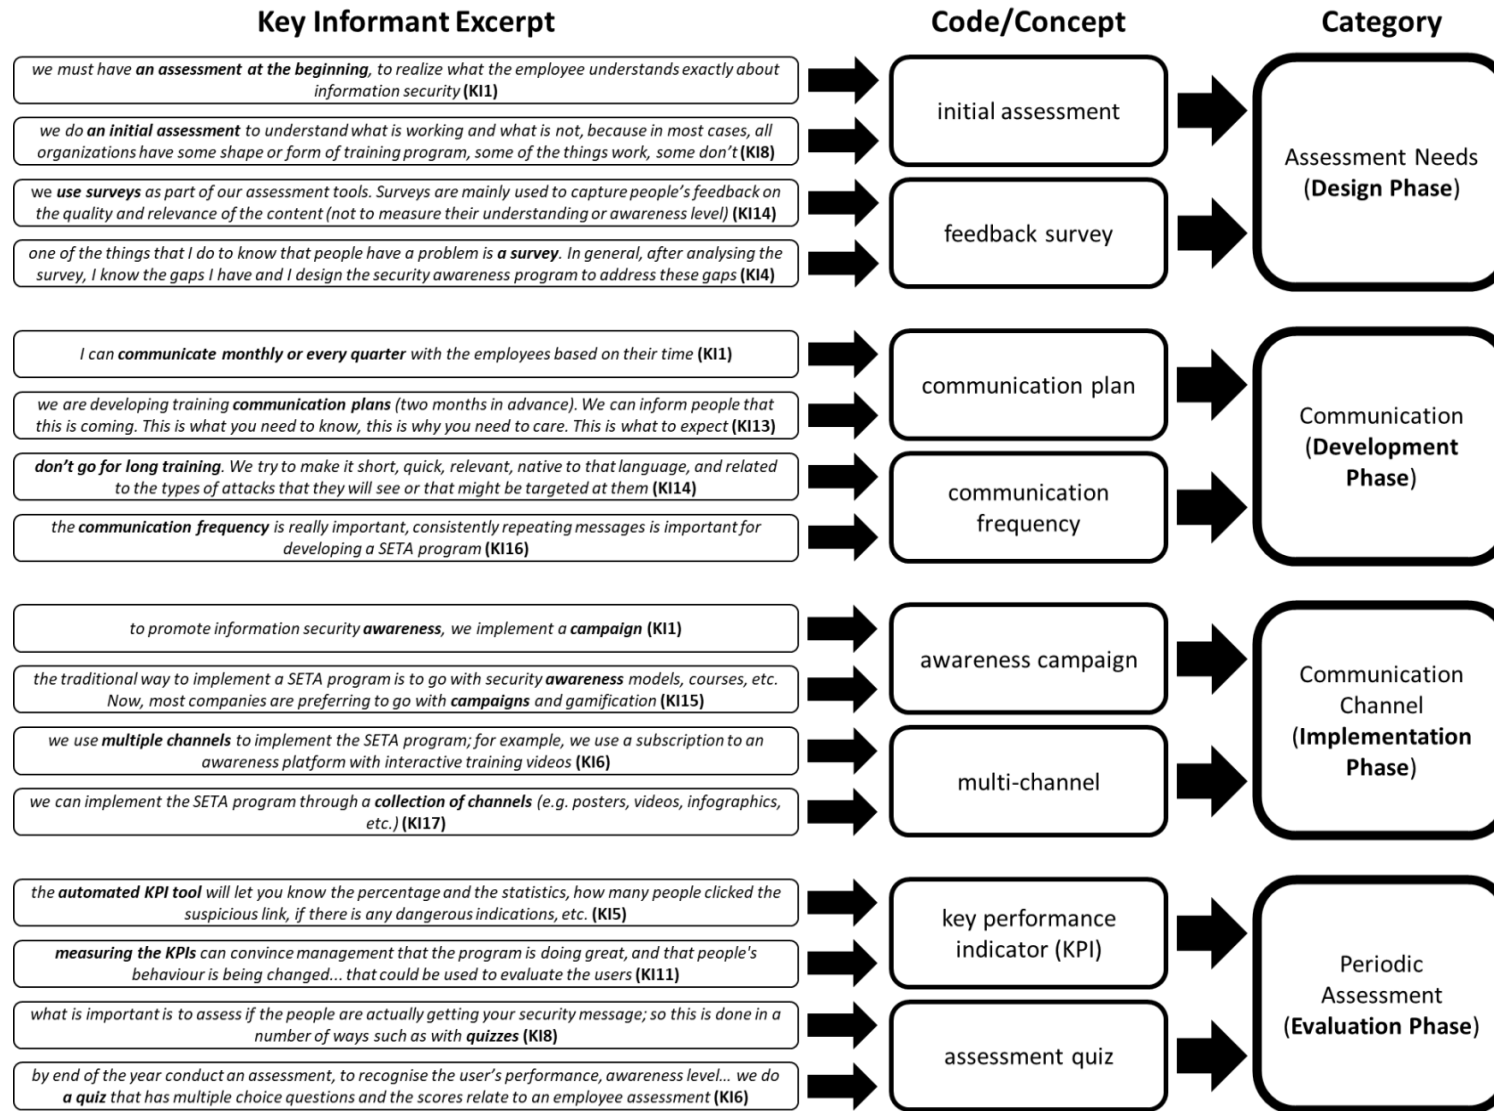 Key Informant Excerpt
Code/Concept
Category
we must have an assessment at the beginning, to realize what the employee understands exactly about
information security (KI1)
we do an initial assessment to understand what is working and what is not, because in most cases, all
organizations have some shape or form of training program, some of the things work, some don't (KI8)
initial assessment
we use surveys as part of our assessment tools. Surveys are mainly used to capture people's feedback on
the quality and relevance of the content (not to measure their understanding or awareness level) (KI14)
one of the things that I do to know that people have a problem is a survey. In general, after analysing the
survey, I know the gaps I have and I design the security awareness program to address these gaps (KI4)
feedback survey
Assessment Needs
(Design Phase)
I can communicate monthly or every quarter with the employees based on their time (KI1)
we are developing training communication plans (two months in advance). We can inform people that
this is coming. This is what you need to know, this is why you need to care. This is what to expect (KI13)
communication plan
don't go for long training. We try to make it short, quick, relevant, native to that language, and related
to the types of attacks that they will see or that might be targeted at them (KI14)
the communication frequency is really important, consistently repeating messages is important for
developing a SETA program (KI16)
communication
frequency
Communication
(Development
Phase)
to promote information security awareness, we implement a campaign (KI1)
the traditional way to implement a SETA program is to go with security awareness models, courses, etc.
Now, most companies are preferring to go with campaigns and gamification (KI15)
awareness campaign
we use multiple channels to implement the SETA program; for example, we use a subscription to an
awareness platform with interactive training videos (KI6)
we can implement the SETA program through a collection of channels (e.g. posters, videos, infographics,
etc.) (KI17)
multi-channel
Communication
Channel
(Implementation
Phase)
the automated KPI tool will let you know the percentage and the statistics, how many people clicked the
suspicious link, if there is any dangerous indications, etc. (KI5)
measuring the KPIs can convince management that the program is doing great, and that people's
behaviour is being changed... that could be used to evaluate the users (KI11)
key performance
indicator (KPI)
what is important is to assess if the people are actually getting your security message; so this is done in a
number of ways such as with quizzes (KI8)
by end of the year conduct an assessment, to recognise the user's performance, awareness level... we do
a quiz that has multiple choice questions and the scores relate to an employee assessment (KI6)
assessment quiz
Periodic
Assessment
(Evaluation Phase)